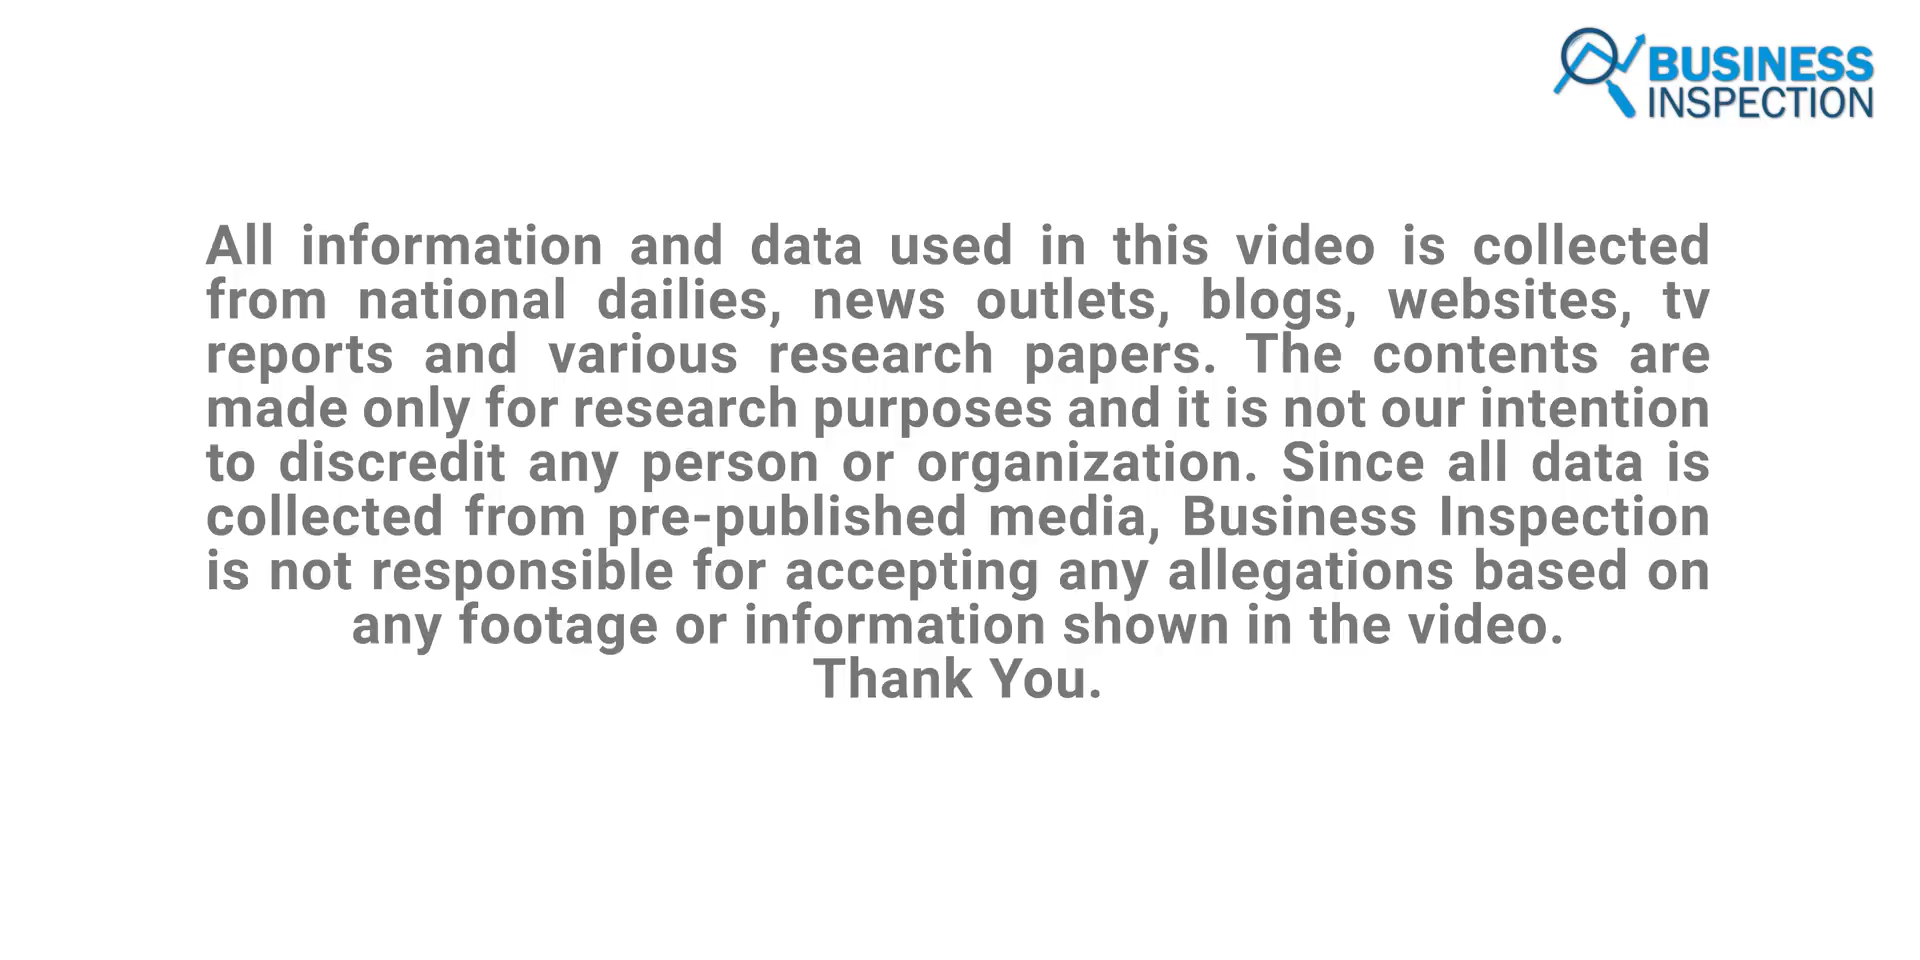 BUSINESS
INSPECTION
All information and data used in this video is collected
from national dailies, news outlets, blogs, websites, tv
reports and various research papers. The contents are
made only for research purposes and it is not our intention
to discredit any person or organization. Since all data is
collected from pre-published media, Business Inspection
is not responsible for accepting any allegations based on
any footage or information shown in the video.
Thank You.